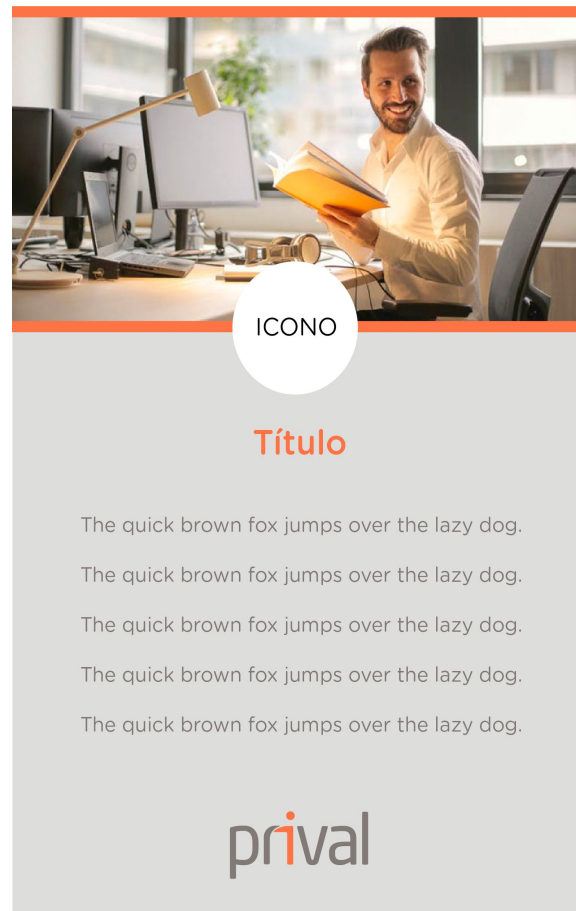 ICONO
Título
The quick brown fox jumps over the lazy dog.
The quick brown fox jumps over the lazy dog.
The quick brown fox jumps over the lazy dog.
The quick brown fox jumps over the lazy dog.
The quick brown fox jumps over the lazy dog.
prival